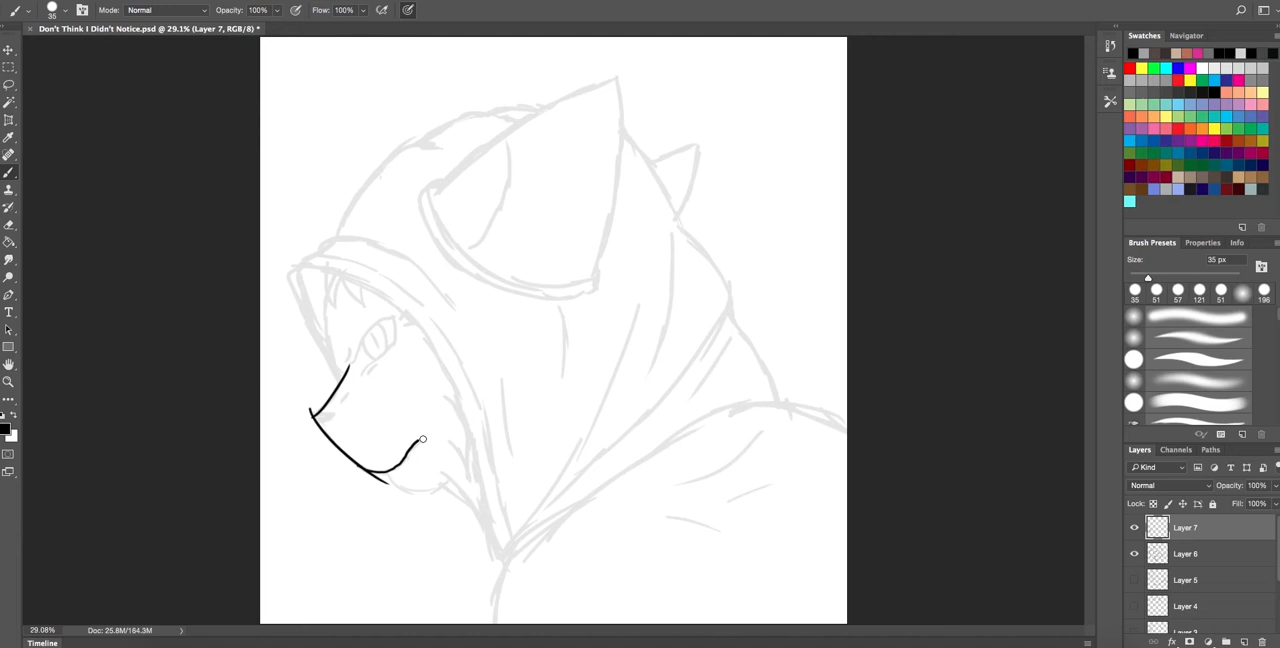 35
Mode: Normal
Opacity: 100%
Flow: 100%
Don't Think I Didn't Notice.psd @ 29.1% (Layer 7, RGB/8) *
Swatches
Navigator
Brush Presets
Properties
Info
Size:
35 px
35
51
57
121
51
196
Layers
Channels
Paths
Kind
Normal
Opacity: 100%
Lock:
Fill: 100%
Layer 7
Layer 6
Layer 5
Layer 4
29.08%
Doc: 25.8M/164.3M
Timeline